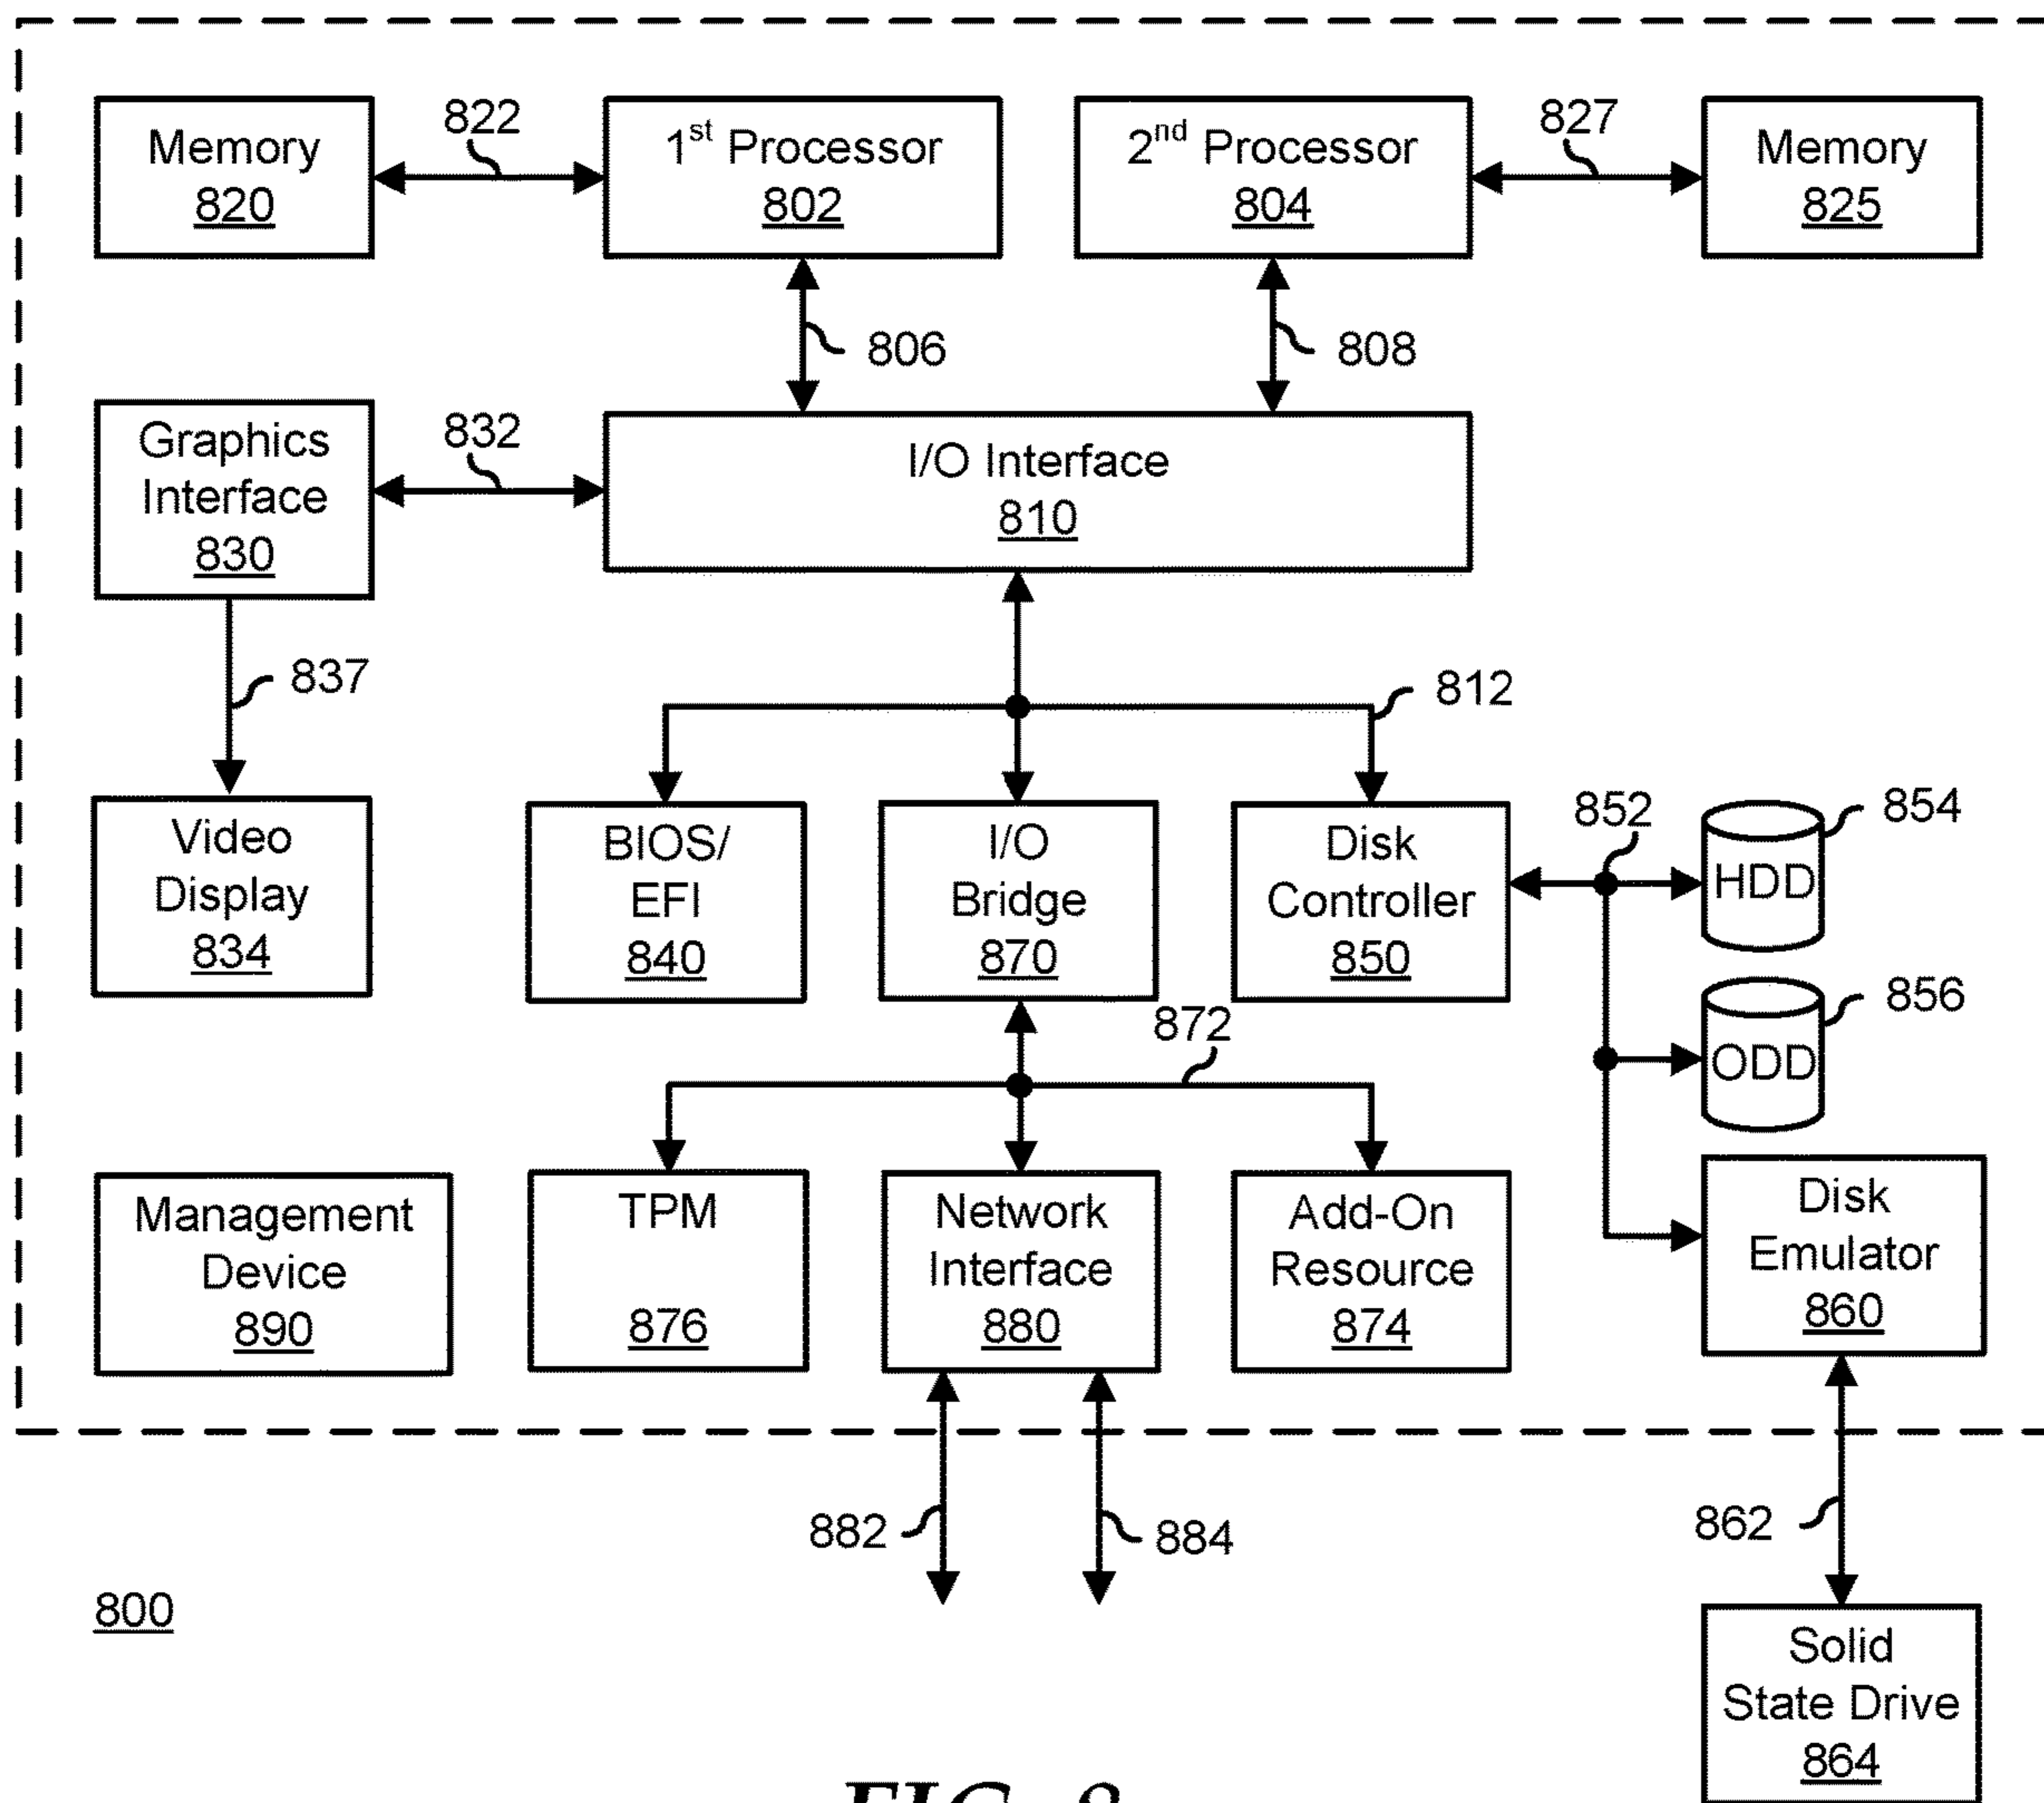 Memory
820
822
1st Processor
802
2nd Processor
804
827
Memory
825
806
808
Graphics
Interface
830
832
I/O Interface
810
837
812
Video
Display
834
BIOS/
EFI
840
I/O
Bridge
870
Disk
Controller
850
852
HDD
854
ODD
856
872
Management
Device
890
TPM
876
Network
Interface
880
Add-On
Resource
874
Disk
Emulator
860
882
884
862
800
Solid
State Drive
864
FIG. 8